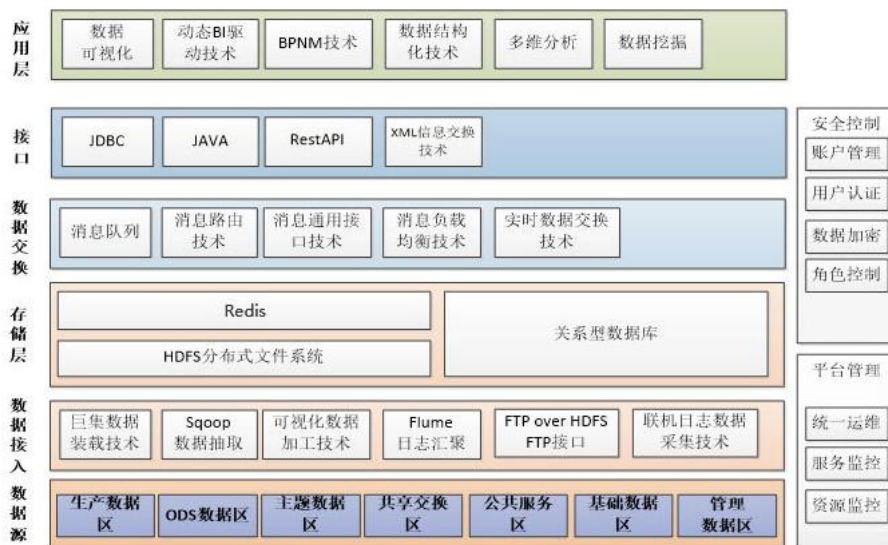 应用层
数据
可视化
动态BI驱
动技术
BPNM技术
数据结构
化技术
多维分析
数据挖掘
接口
JDBC
JAVA
RestAPI
XML信息交换
技术
数据交换
消息队列
消息路由
技术
消息通用接
口技术
消息负载
均衡技术
实时数据交换
技术
存储层
Redis
HDFS分布式文件系统
关系型数据库
数据接入
巨集数据
装载技术
Sqoop
数据抽取
可视化数据
加工技术
Flume
日志汇聚
FTP over HDFS
FTP接口
联机日志数据
采集技术
数据源
生产数据
区
ODS数据区
主题数据
区
共享交换
区
公共服务
区
基础数据
区
管理
数据区
安全控制
账户管理
用户认证
数据加密
角色控制
平台管理
统一运维
服务监控
资源监控